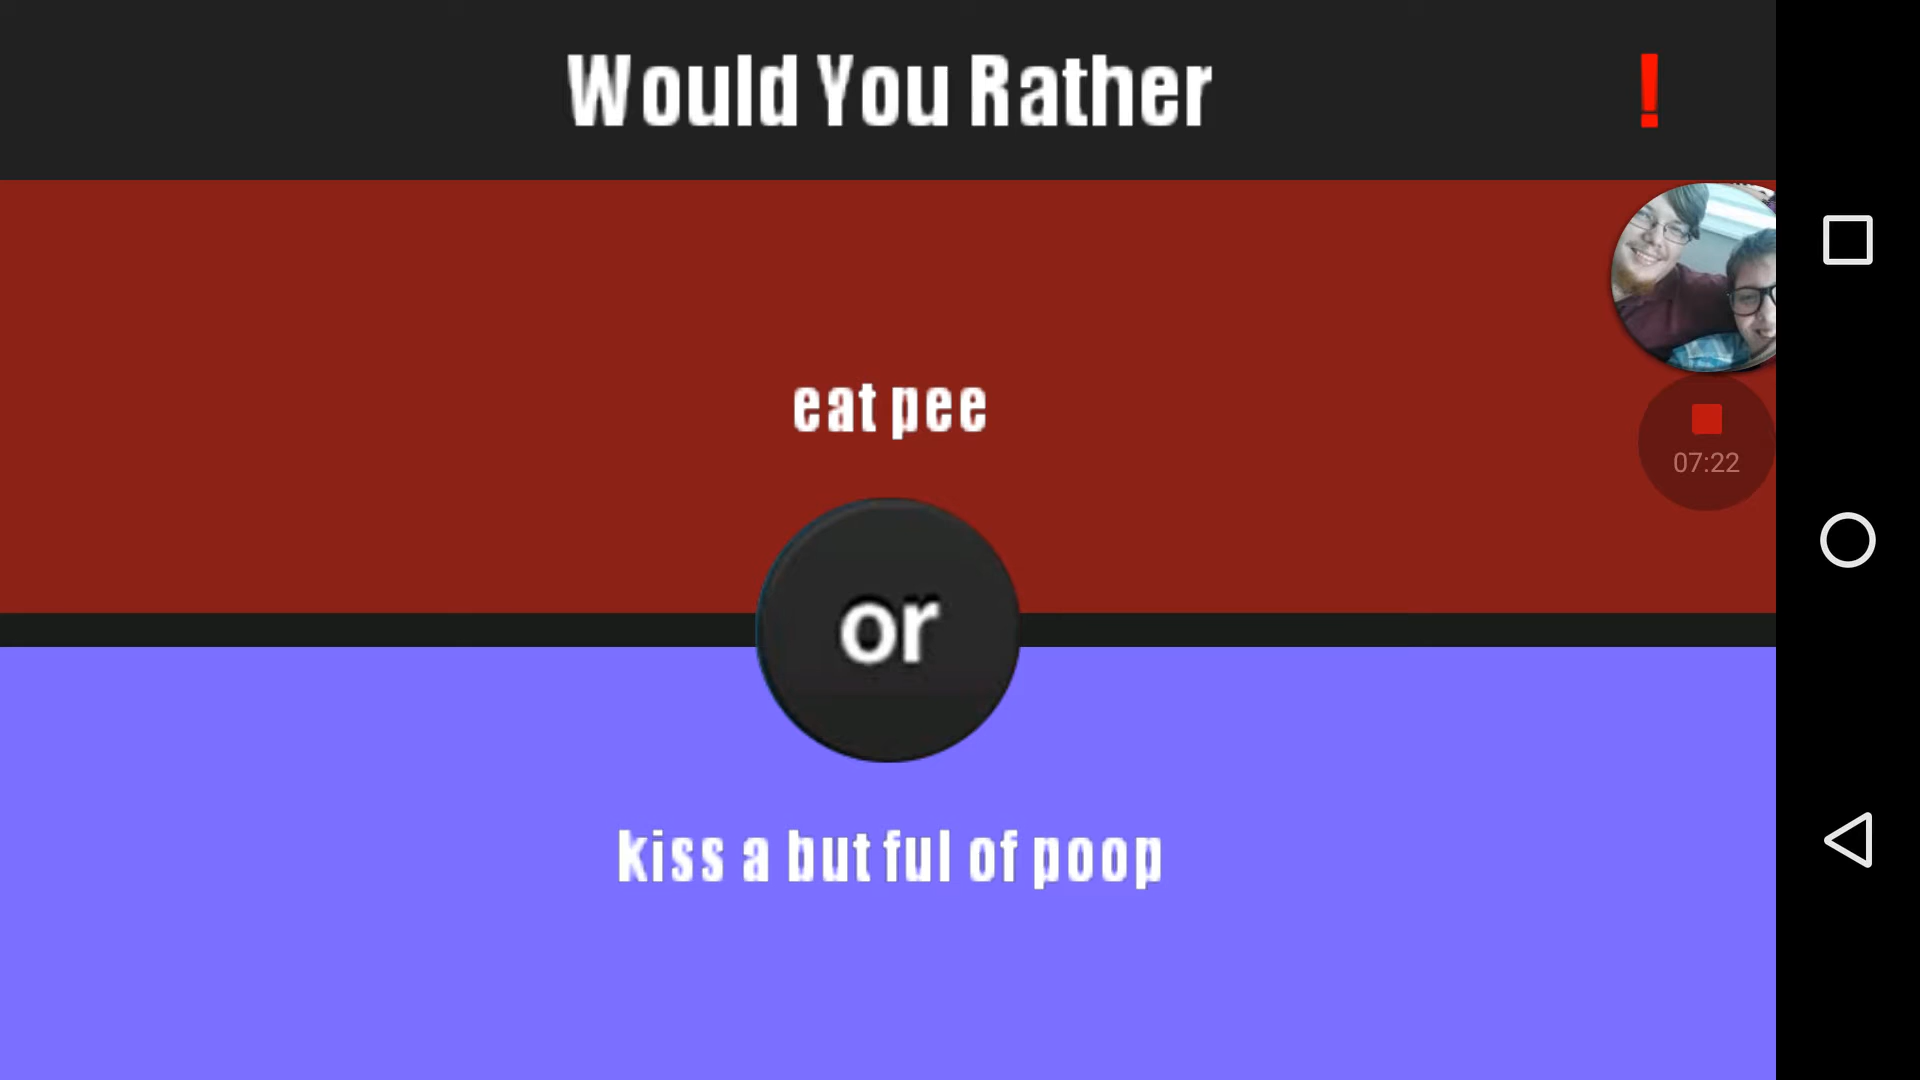 Would You Rather
!
eat pee
07:22
or
kiss a but ful of poop